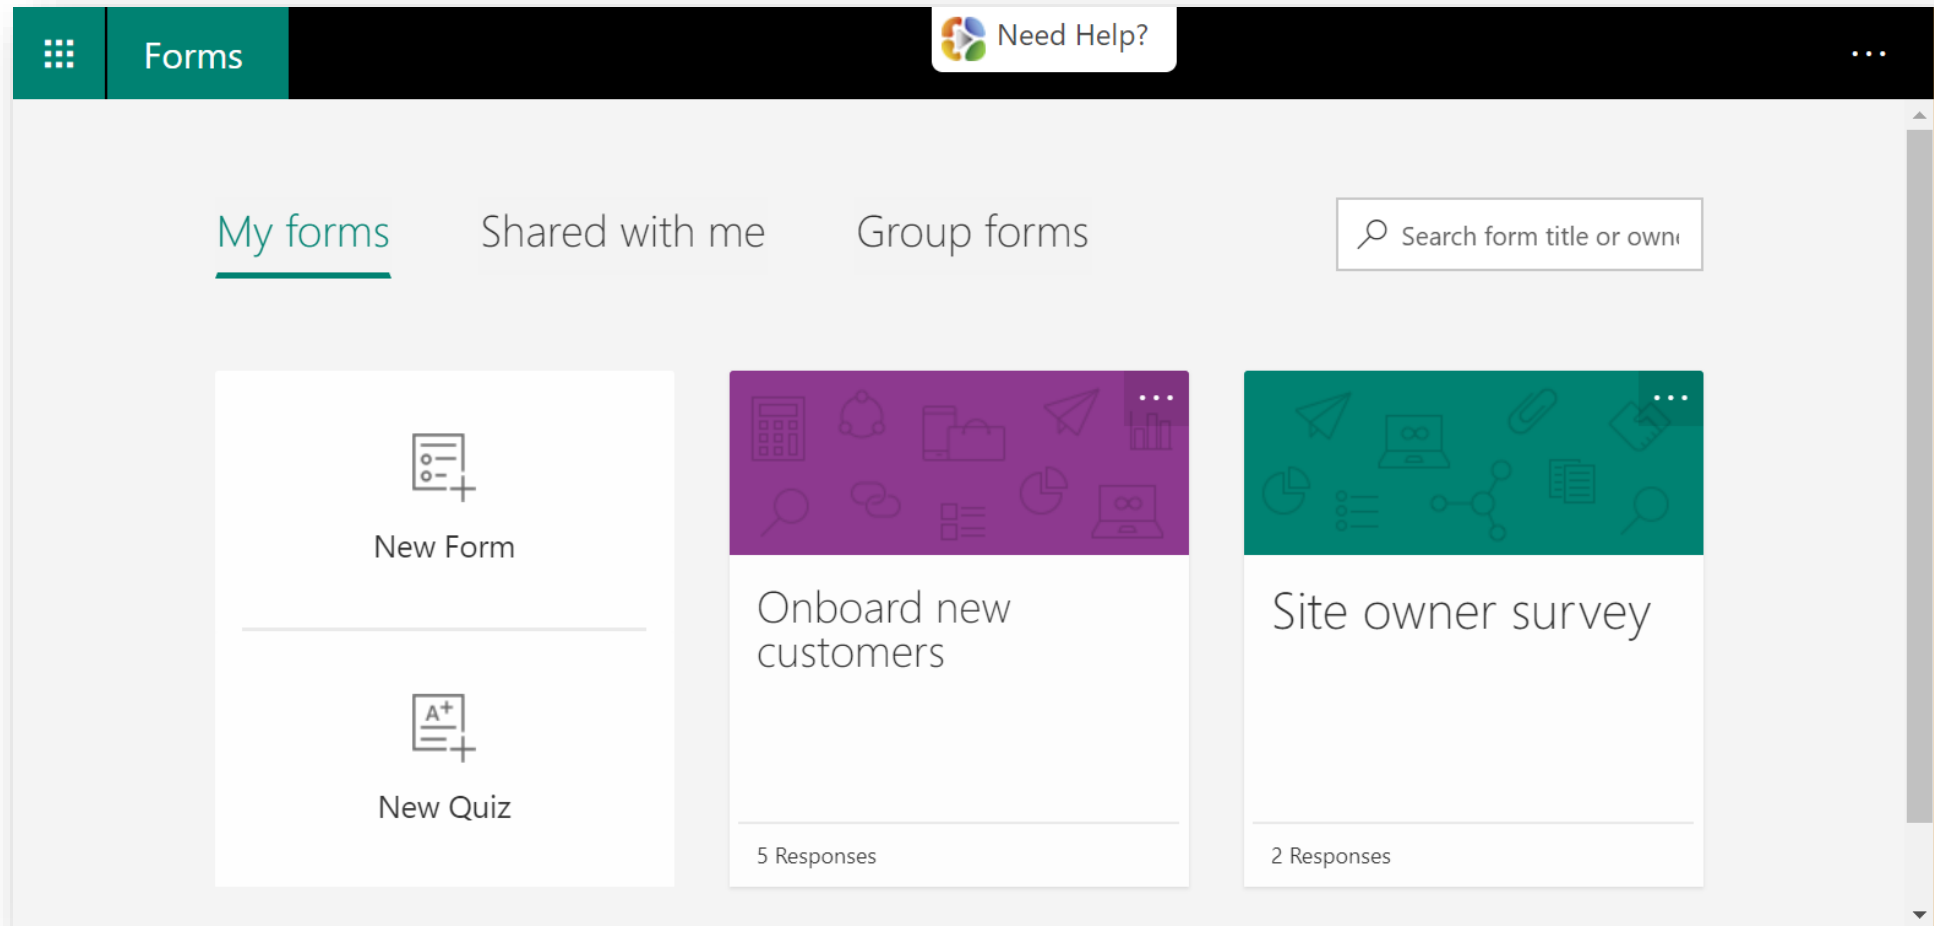 Forms
Need Help?
My forms
Shared with me
Group forms
Search form title or own
New Form
New Quiz
Onboard new
customers
5 Responses
Site owner survey
2 Responses